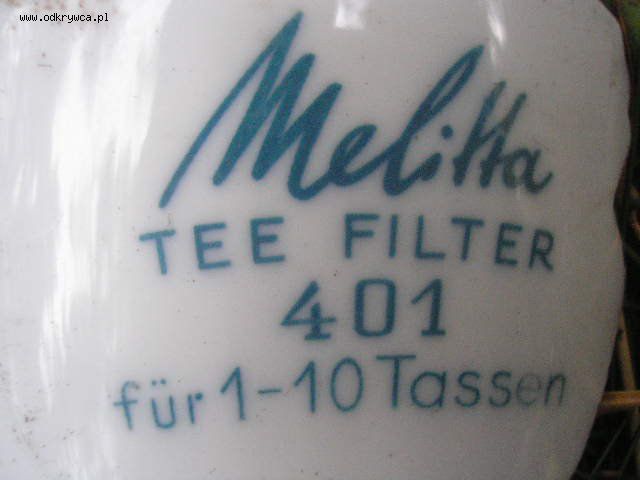 www.odkrywca.pl
Melitta
TEE FILTER
401
für 1-10 Tassen